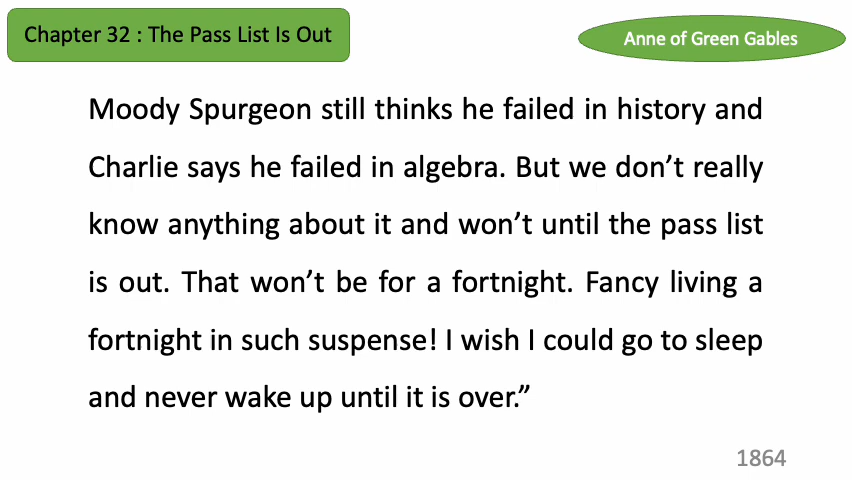 Chapter 32 : The Pass List Is Out
Anne of Green Gables
Moody Spurgeon still thinks he failed in history and
Charlie says he failed in algebra. But we don’t really
know anything about it and won’t until the pass list
is out. That won’t be for a fortnight. Fancy living a
fortnight in such suspense! I wish I could go to sleep
and never wake up until it is over.”
1864